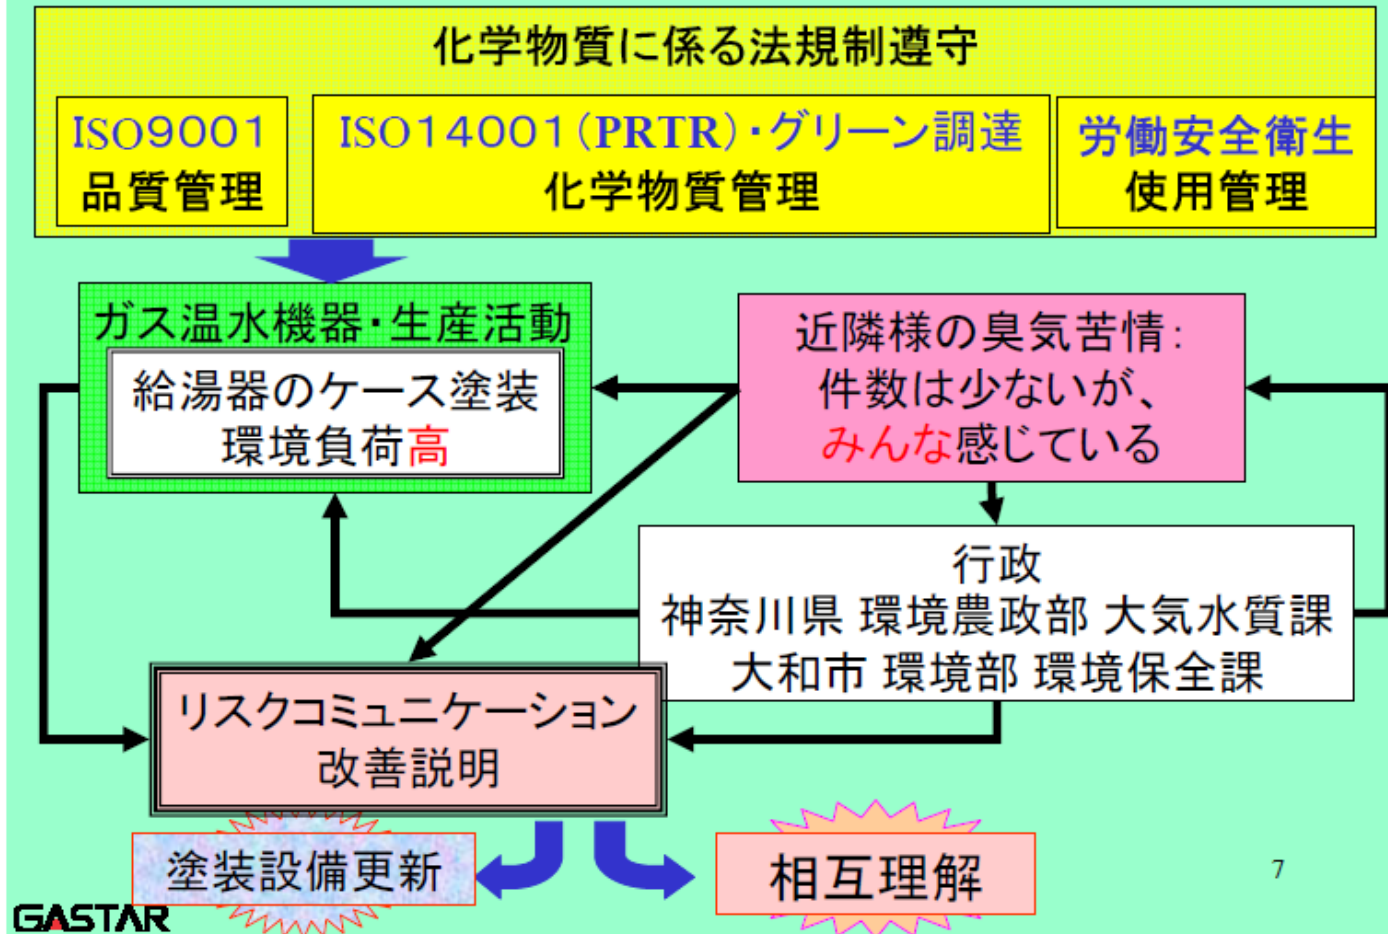 化学物質に係る法規制遵守
ISO9001
品質管理
ISO14001(PRTR)・グリーン調達
化学物質管理
労働安全衛生
使用管理
ガス温水機器・生産活動
給湯器のケース塗装
環境負荷高
近隣様の臭気苦情:
件数は少ないが、
みんな感じている
行政
神奈川県 環境農政部 大気水質課
大和市 環境部 環境保全課
リスクコミュニケーション
改善説明
塗装設備更新
相互理解
7
GASTAR